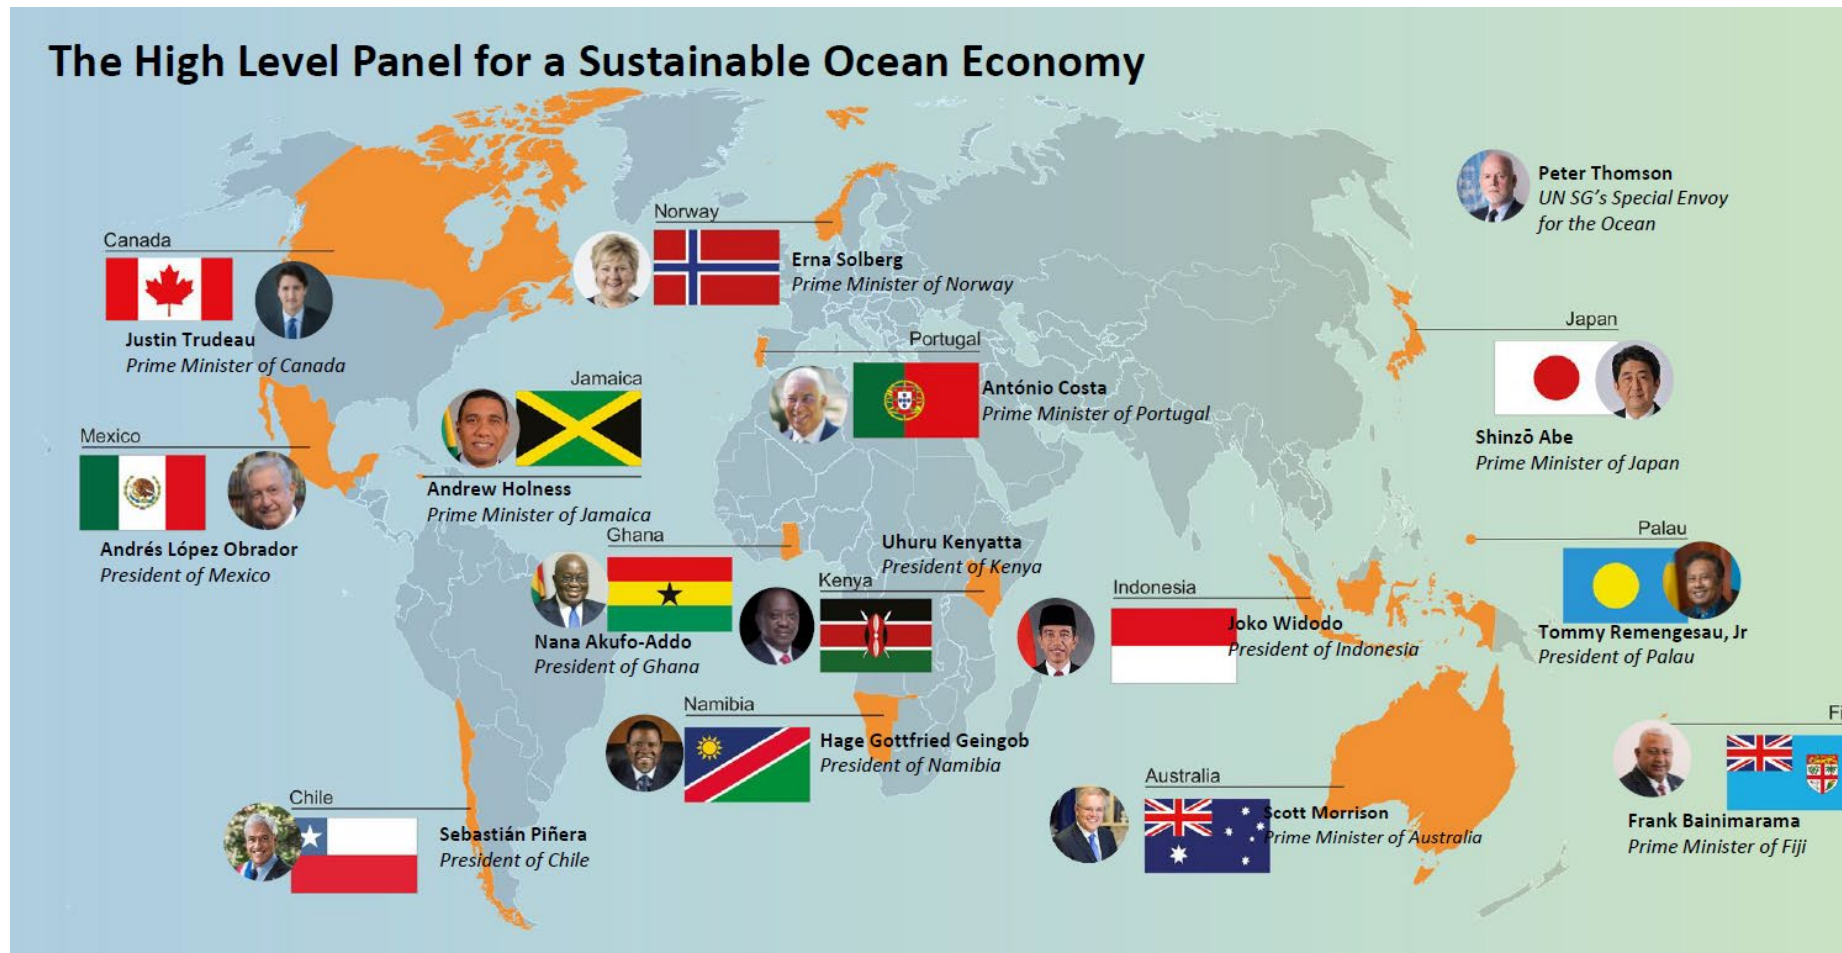 The High Level Panel for a Sustainable Ocean Economy
Peter Thomson
UN SG's Special Envoy
for the Ocean
Norway
Erna Solberg
Prime Minister of Norway
Canada
Justin Trudeau
Prime Minister of Canada
Japan
Shinzō Abe
Prime Minister of Japan
Portugal
António Costa
Prime Minister of Portugal
Jamaica
Andrew Holness
Prime Minister of Jamaica
Mexico
Andrés López Obrador
President of Mexico
Ghana
Nana Akufo-Addo
President of Ghana
Uhuru Kenyatta
President of Kenya
Kenya
Indonesia
Joko Widodo
President of Indonesia
Palau
Tommy Remengesau, Jr
President of Palau
Namibia
Hage Gottfried Geingob
President of Namibia
Fi
Frank Bainimarama
Prime Minister of Fiji
Australia
Scott Morrison
Prime Minister of Australia
Chile
Sebastián Piñera
President of Chile